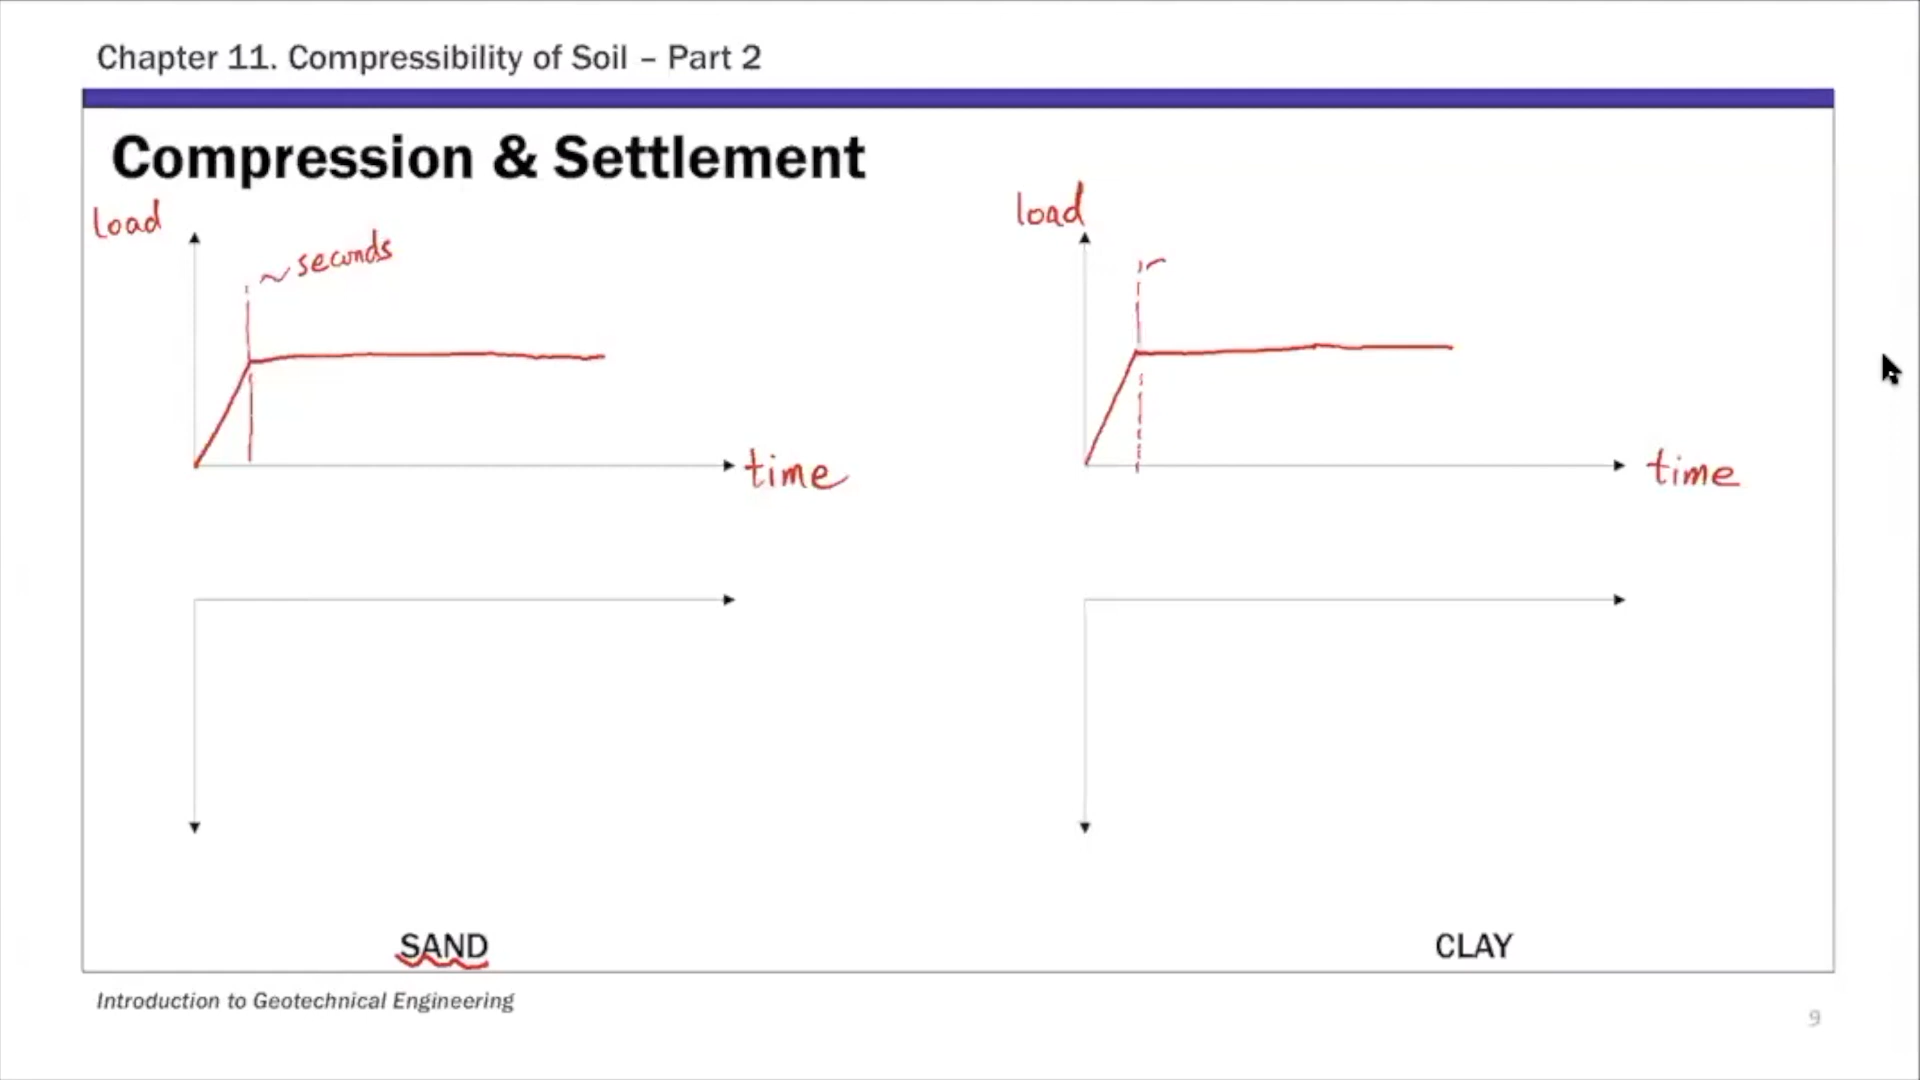 Chapter 11. Compressibility of Soil – Part 2
Compression & Settlement
load
~ seconds
time
load
time
SAND
CLAY
Introduction to Geotechnical Engineering
9